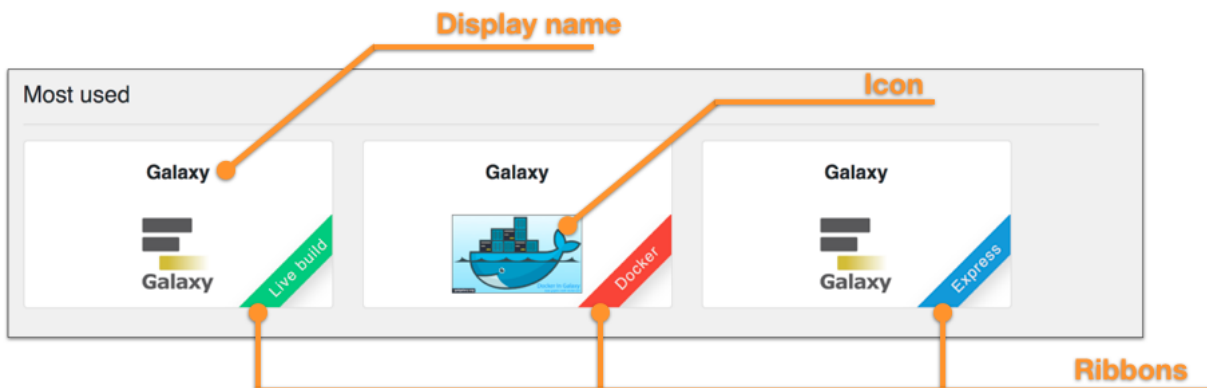 Display name
Icon
Most used
Galaxy
Galaxy
Galaxy
Galaxy
Live build
Docker
Galaxy
Express
Ribbons